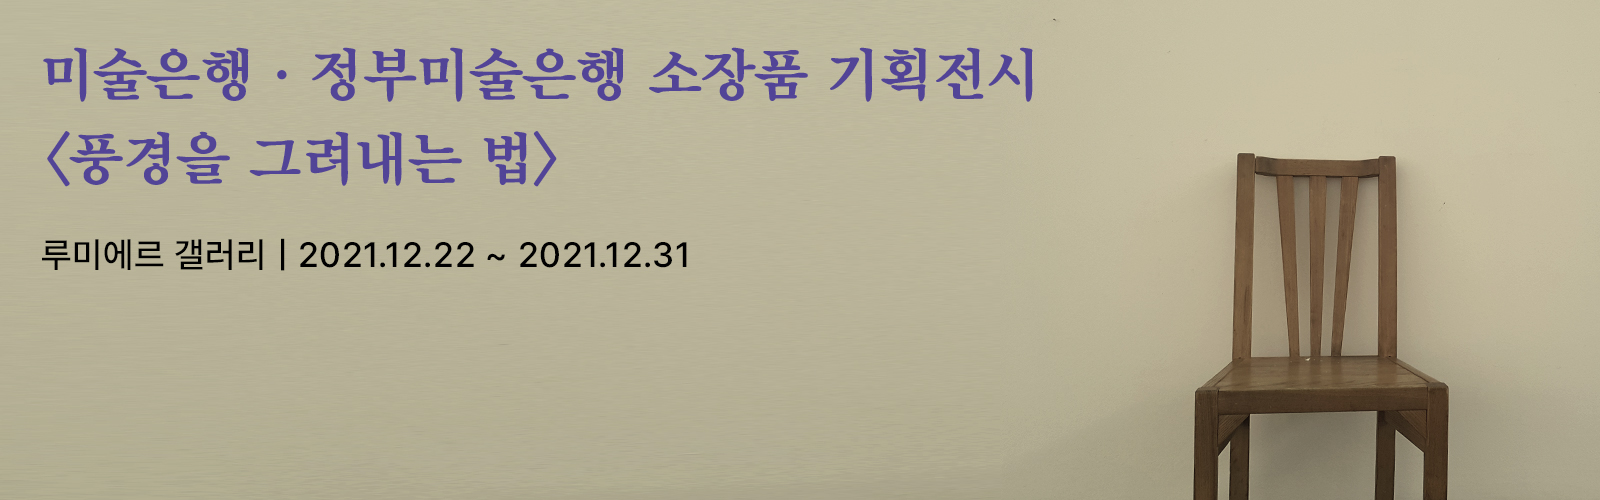 미술은행 · 정부미술은행 소장품 기획전시
〈풍경을 그려내는 법〉
루미에르 갤러리 | 2021.12.22 ~ 2021.12.31